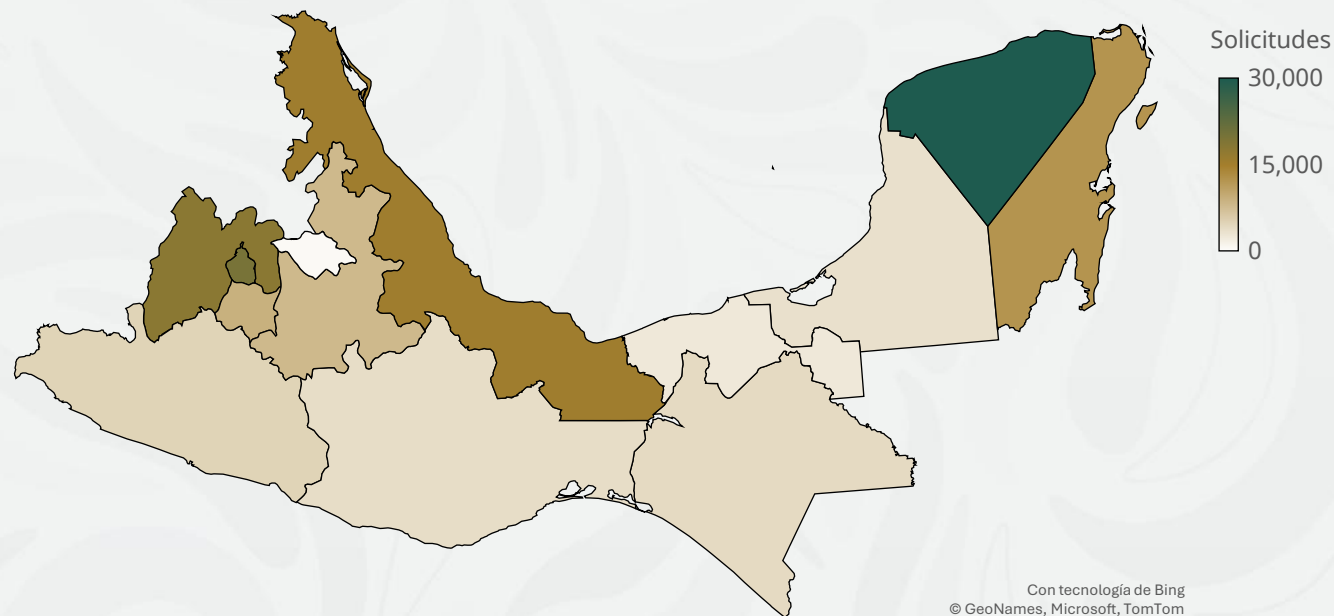 Solicitudes
30,000
15,000
0
Con tecnología de Bing
© GeoNames, Microsoft, TomTom